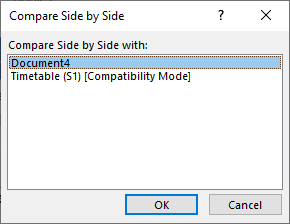 Compare Side by Side
Compare Side by Side with:
Document4
Timetable (S1) [Compatibility Mode]
OK
Cancel